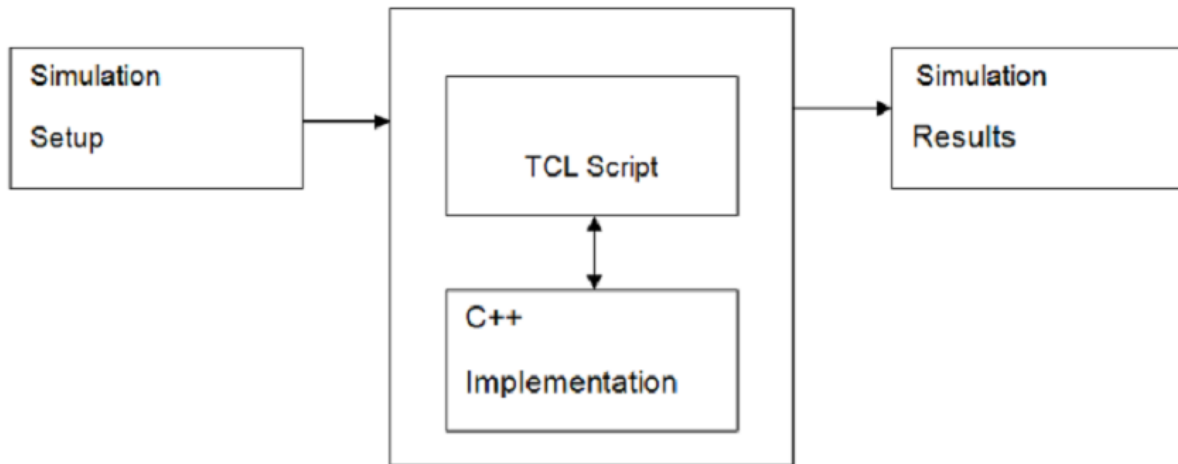 Simulation
Setup
TCL Script
C++
Implementation
Simulation
Results